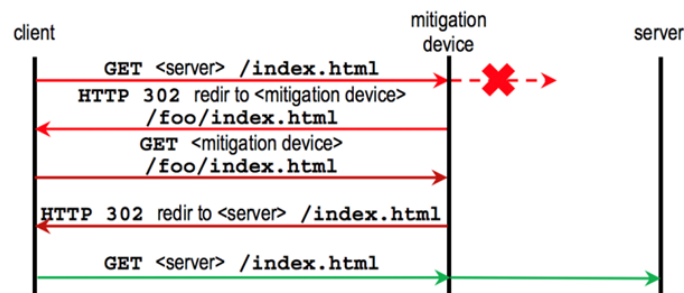 client
mitigation
device
server
GET <server> /index.html
HTTP 302 redir to <mitigation device>
/foo/index.html
GET <mitigation device>
/foo/index.html
HTTP 302 redir to <server> /index.html
GET <server> /index.html